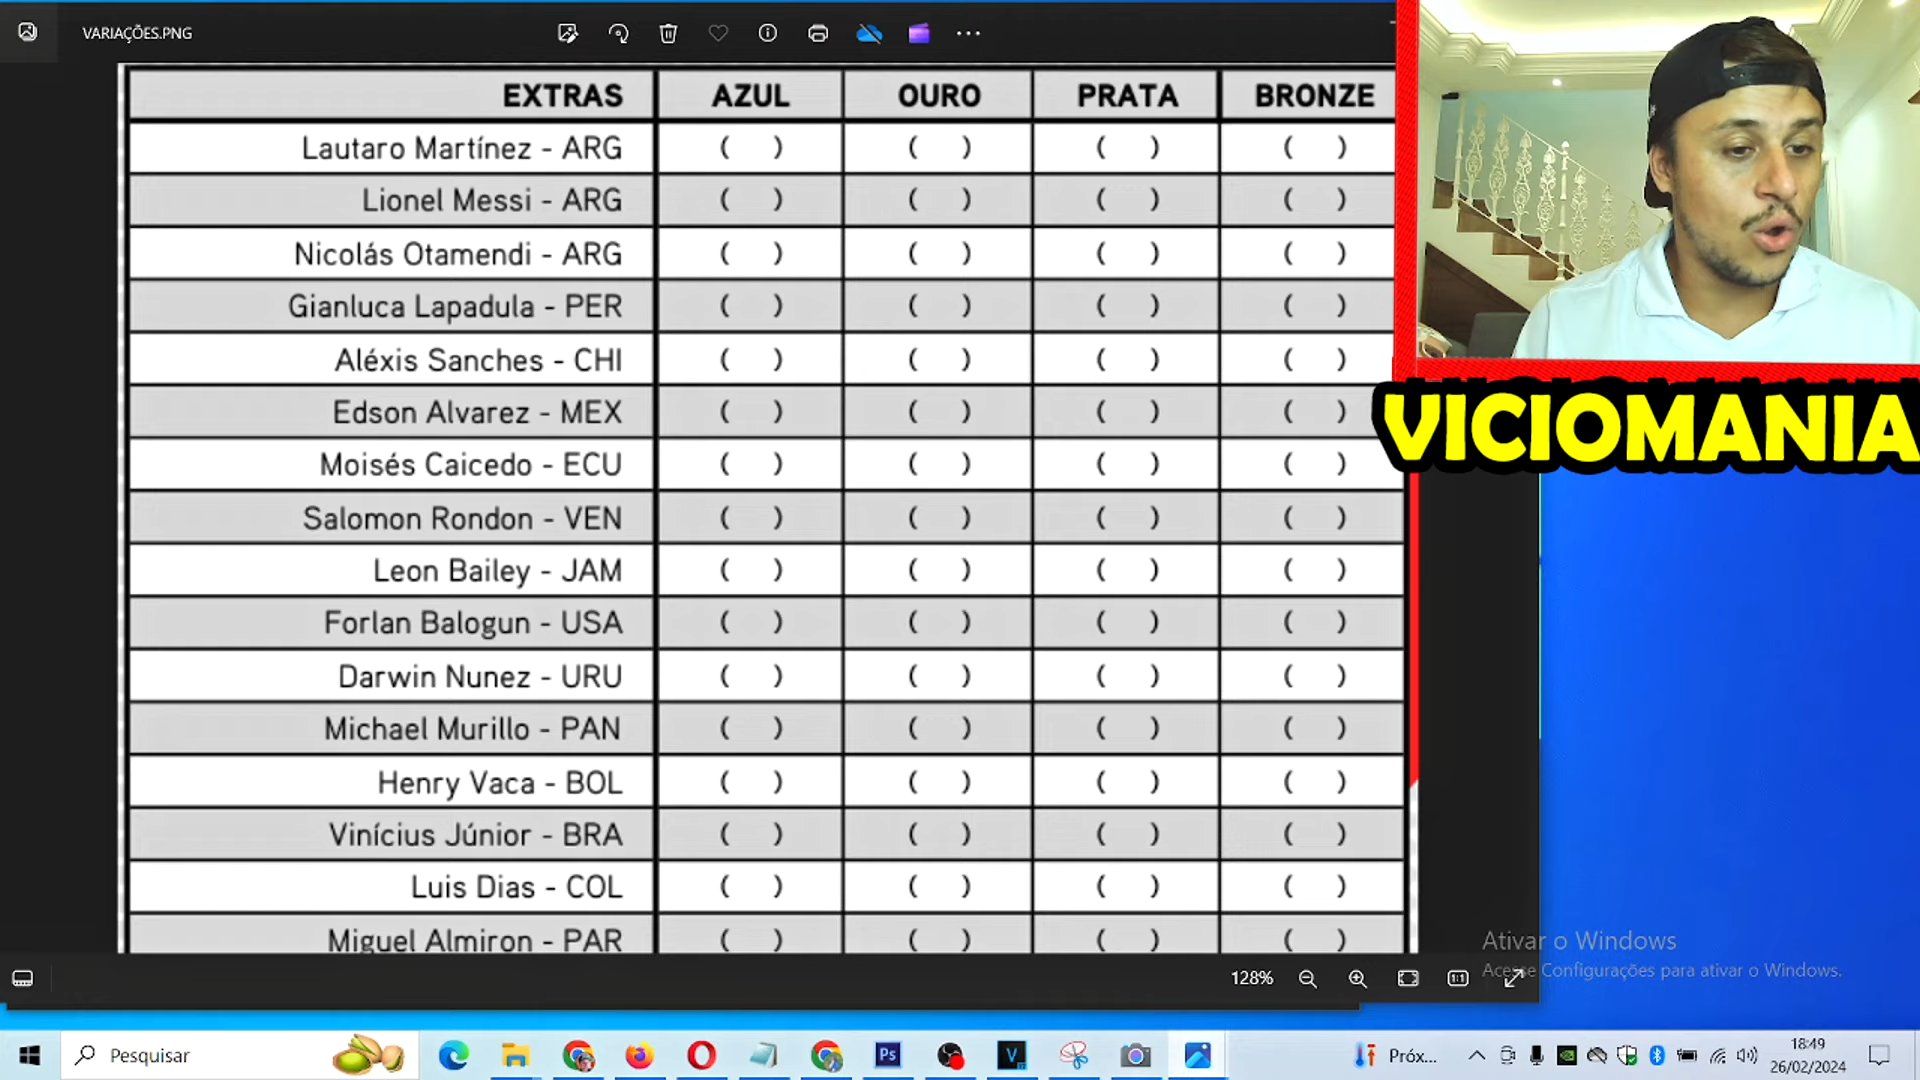 VARIAÇÕES.PNG
EXTRAS AZUL OURO PRATA BRONZE
Lautaro Martínez - ARG ( ) ( ) ( ) ( )
Lionel Messi - ARG ( ) ( ) ( ) ( )
Nicolás Otamendi - ARG ( ) ( ) ( ) ( )
Gianluca Lapadula - PER ( ) ( ) ( ) ( )
Aléxis Sanches - CHI ( ) ( ) ( ) ( )
Edson Alvarez - MEX ( ) ( ) ( ) ( )
VICIOMANIA
Moisés Caicedo - ECU ( ) ( ) ( ) ( )
Salomon Rondon - VEN ( ) ( ) ( ) ( )
Leon Bailey - JAM ( ) ( ) ( ) ( )
Forlan Balogun - USA ( ) ( ) ( ) ( )
Darwin Nunez - URU ( ) ( ) ( ) ( )
Michael Murillo - PAN ( ) ( ) ( ) ( )
Henry Vaca - BOL ( ) ( ) ( ) ( )
Vinícius Júnior - BRA ( ) ( ) ( ) ( )
Luis Dias - COL ( ) ( ) ( ) ( )
Miguel Almiron - PAR ( ) ( ) ( ) ( )
Ativar o Windows
Acesse Configurações para ativar o Windows.
128%
1:1
Pesquisar
Ps
V
Próx...
18:49
26/02/2024